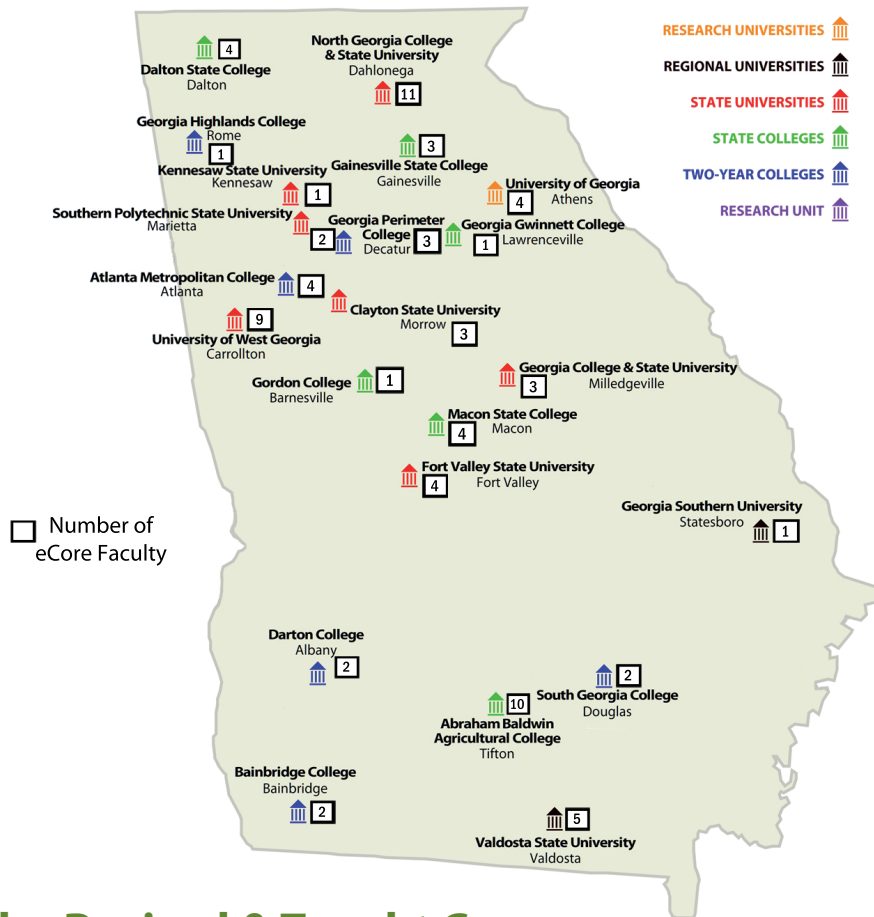 RESEARCH UNIVERSITIES
REGIONAL UNIVERSITIES
STATE UNIVERSITIES
STATE COLLEGES
TWO-YEAR COLLEGES
RESEARCH UNIT
4
Dalton State College
Dalton
North Georgia College
& State University
Dahlonega
11
Georgia Highlands College
Rome
1
3
Gainesville State College
Gainesville
Kennesaw State University
Kennesaw
1
University of Georgia
Athens
4
Southern Polytechnic State University
Marietta
2
Georgia Perimeter
College
Decatur
3
Georgia Gwinnett College
Lawrenceville
1
Atlanta Metropolitan College
Atlanta
4
Clayton State University
Morrow
3
9
University of West Georgia
Carrollton
Georgia College & State University
Milledgeville
3
Gordon College
Barnesville
1
Macon State College
Macon
4
Fort Valley State University
Fort Valley
4
Georgia Southern University
Statesboro
1
Number of
eCore Faculty
Darton College
Albany
2
2
South Georgia College
Douglas
10
Abraham Baldwin
Agricultural College
Tifton
Bainbridge College
Bainbridge
2
5
Valdosta State University
Valdosta